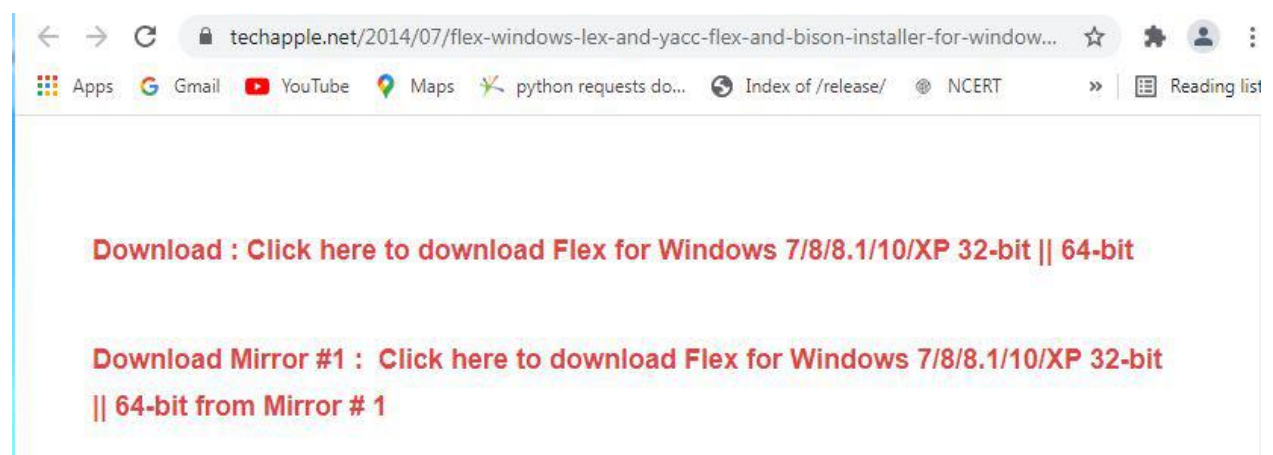 techapple.net/2014/07/flex-windows-lex-and-yacc-flex-and-bison-installer-for-window...
Apps Gmail YouTube Maps python requests do... Index of /release/ NCERT » Reading list
Download : Click here to download Flex for Windows 7/8/8.1/10/XP 32-bit || 64-bit
Download Mirror #1 : Click here to download Flex for Windows 7/8/8.1/10/XP 32-bit
|| 64-bit from Mirror # 1